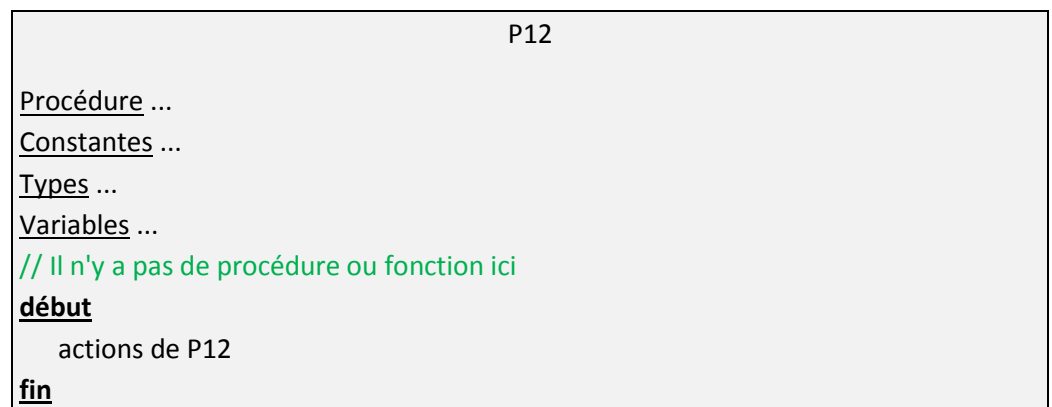 P12
Procédure ...
Constantes ...
Types ...
Variables ...
// Il n'y a pas de procédure ou fonction ici
début
actions de P12
fin